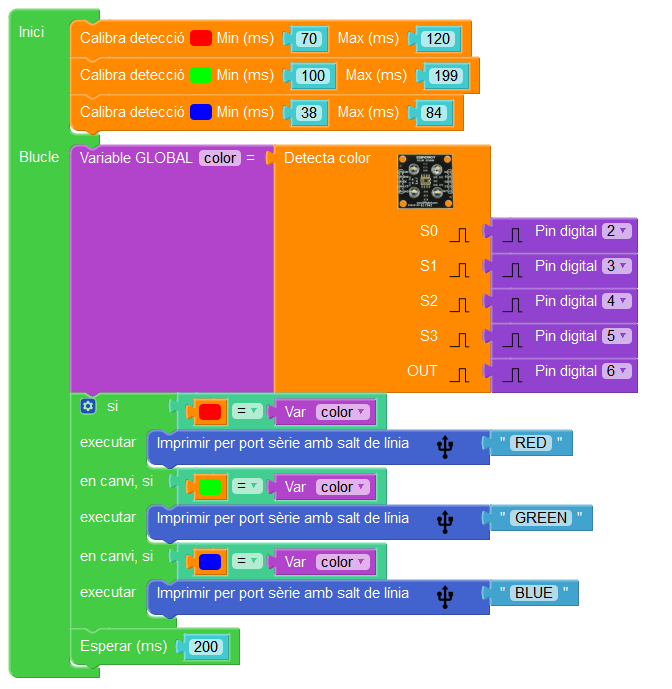 Inici
Calibra detecció Min (ms) 70 Max (ms) 120
Calibra detecció Min (ms) 100 Max (ms) 199
Calibra detecció Min (ms) 38 Max (ms) 84
Blucle Variable GLOBAL color = Detecta color
S0 Pin digital 2
S1 Pin digital 3
S2 Pin digital 4
S3 Pin digital 5
OUT Pin digital 6
si = Var color
executar Imprimir per port sèrie amb salt de línia " RED "
en canvi, si = Var color
executar Imprimir per port sèrie amb salt de línia " GREEN "
en canvi, si = Var color
executar Imprimir per port sèrie amb salt de línia " BLUE "
Esperar (ms) 200